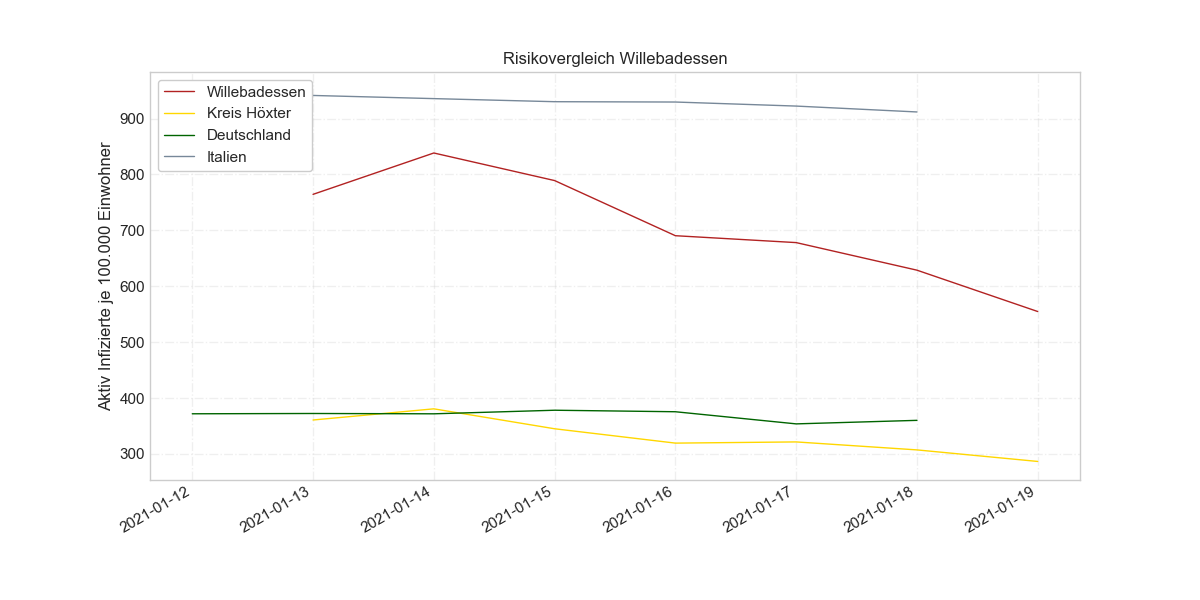 Risikovergleich Willebadessen
Willebadessen
Kreis Höxter
Deutschland
Italien
Aktiv Infizierte je 100.000 Einwohner
900
800
700
600
500
400
300
2021-01-12
2021-01-13
2021-01-14
2021-01-15
2021-01-16
2021-01-17
2021-01-18
2021-01-19